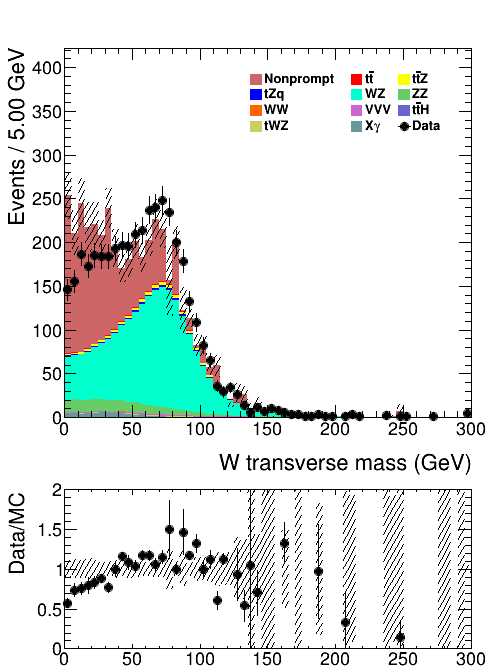 Events / 5.00 GeV
400
350
300
250
200
150
100
50
0
Nonprompt tt̄ tt̄Z
tZq WZ ZZ
WW VVV tt̄H
tWZ Xγ Data
0 50 100 150 200 250 300
W transverse mass (GeV)
Data/MC
2
1.5
1
0.5
0
0 50 100 150 200 250 300